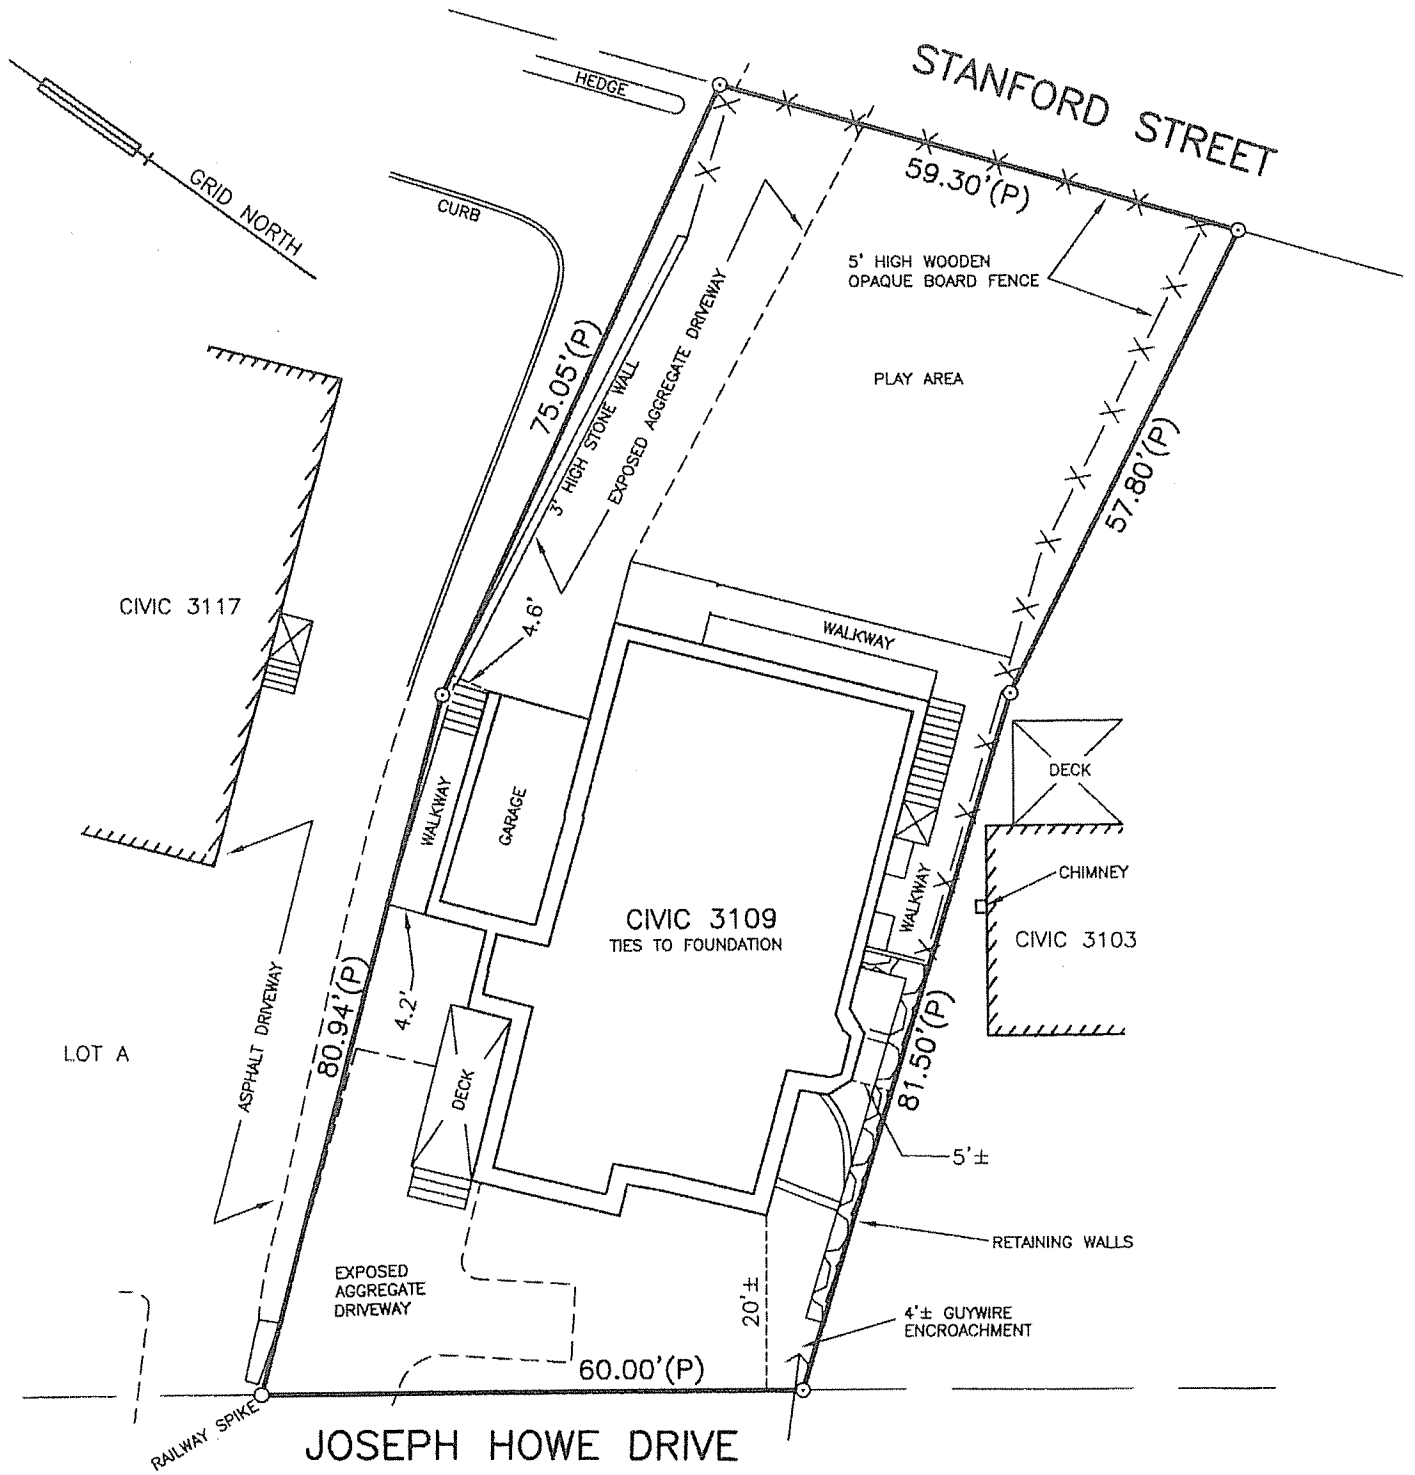 STANFORD STREET
HEDGE
GRID NORTH
CURB
59.30'(P)
5' HIGH WOODEN
OPAQUE BOARD FENCE
75.05'(P)
3' HIGH STONE WALL
EXPOSED AGGREGATE DRIVEWAY
PLAY AREA
57.80'(P)
CIVIC 3117
4.6'
WALKWAY
DECK
WALKWAY
GARAGE
CHIMNEY
WALKWAY
CIVIC 3109
TIES TO FOUNDATION
CIVIC 3103
ASPHALT DRIVEWAY
80.94'(P)
4.2'
LOT A
DECK
81.50'(P)
5'±
RETAINING WALLS
EXPOSED
AGGREGATE
DRIVEWAY
20'±
4'± GUYWIRE
ENCROACHMENT
60.00'(P)
RAILWAY SPIKE
JOSEPH HOWE DRIVE